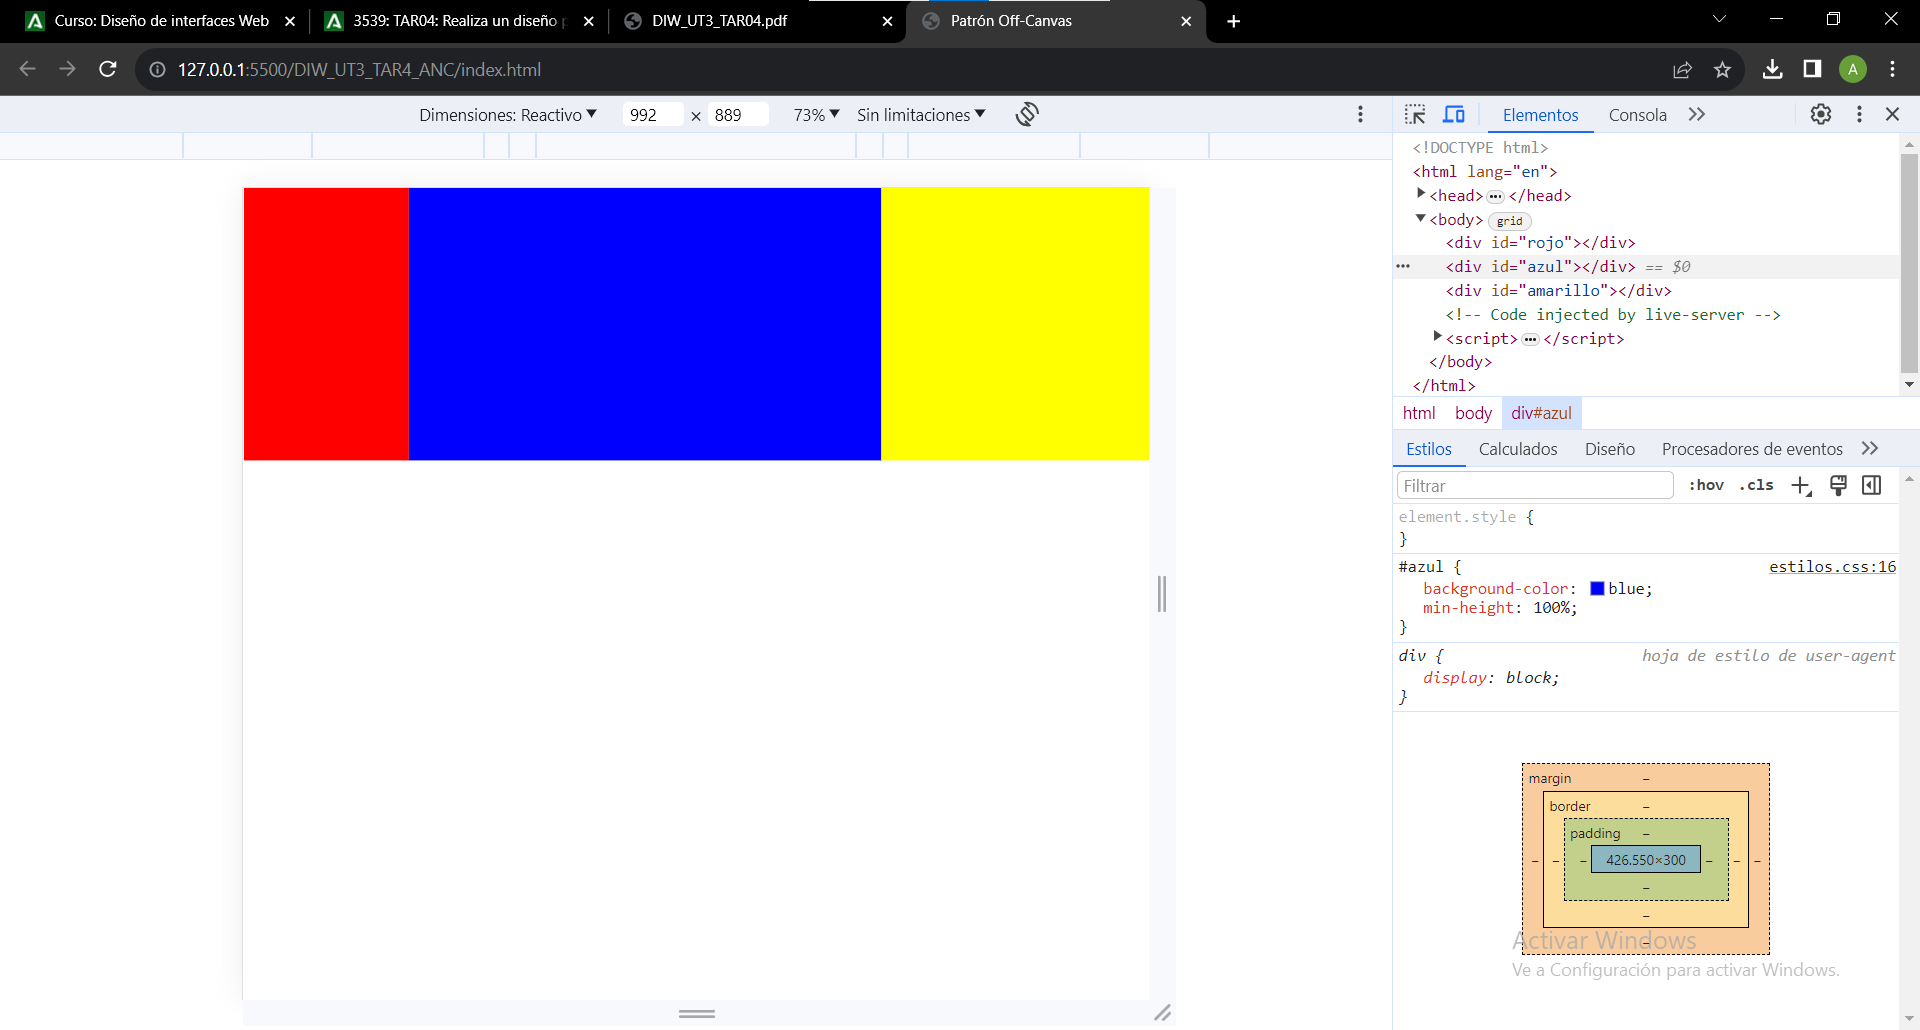 Curso: Diseño de interfaces Web
3539: TAR04: Realiza un diseño p
DIW_UT3_TAR04.pdf
Patrón Off-Canvas
127.0.0.1:5500/DIW_UT3_TAR4_ANC/index.html
A
Dimensiones: Reactivo 992 × 889 73% Sin limitaciones
Elementos Consola
<!DOCTYPE html>
<html lang="en">
<head> ••• </head>
<body> grid
<div id="rojo"></div>
••• <div id="azul"></div> == $0
<div id="amarillo"></div>
<!-- Code injected by live-server -->
<script> ••• </script>
</body>
</html>
html body div#azul
Estilos Calculados Diseño Procesadores de eventos
Filtrar :hov .cls
element.style {
}
#azul { estilos.css:16
background-color: blue;
min-height: 100%;
}
div { hoja de estilo de user-agent
display: block;
}
margin –
border –
padding –
– – – 426.550×300 – – –
–
–
–
Activar Windows
Ve a Configuración para activar Windows.